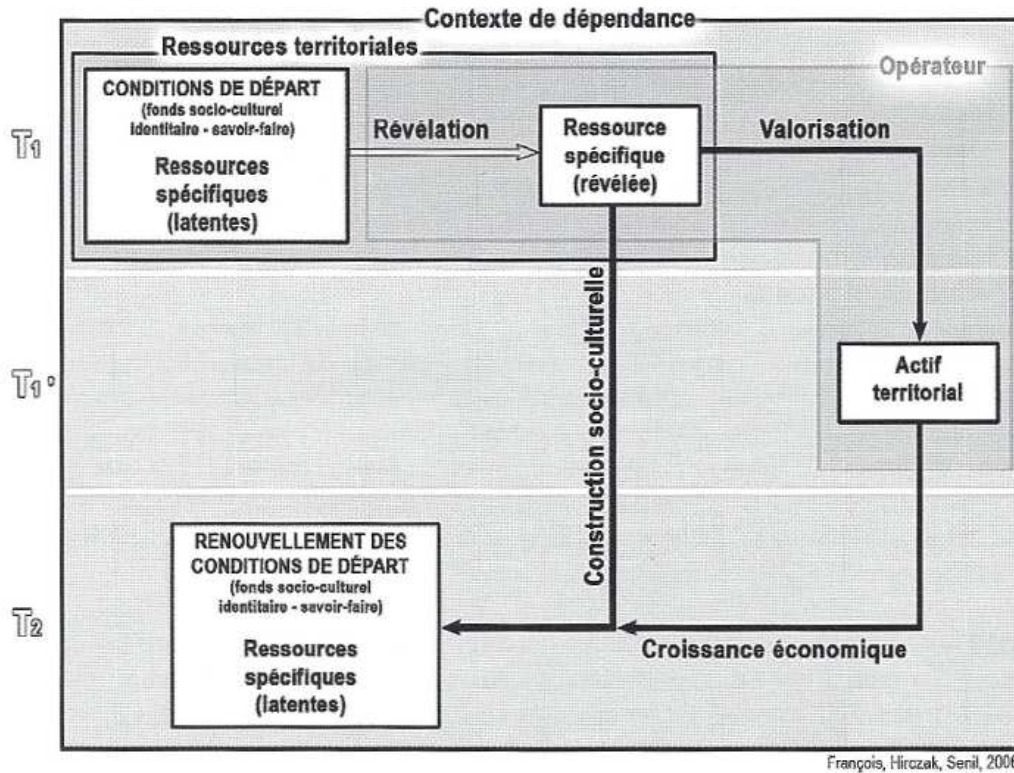 Contexte de dépendance
Ressources territoriales
Opérateur
T1
CONDITIONS DE DÉPART
(fonds socio-culturel
identitaire - savoir-faire)
Ressources
spécifiques
(latentes)
Révélation
Ressource
spécifique
(révélée)
Valorisation
Construction socio-culturelle
T1°
Actif
territorial
T2
RENOUVELLEMENT DES
CONDITIONS DE DÉPART
(fonds socio-culturel
identitaire - savoir-faire)
Ressources
spécifiques
(latentes)
Croissance économique
François, Hirczak, Senil, 2006